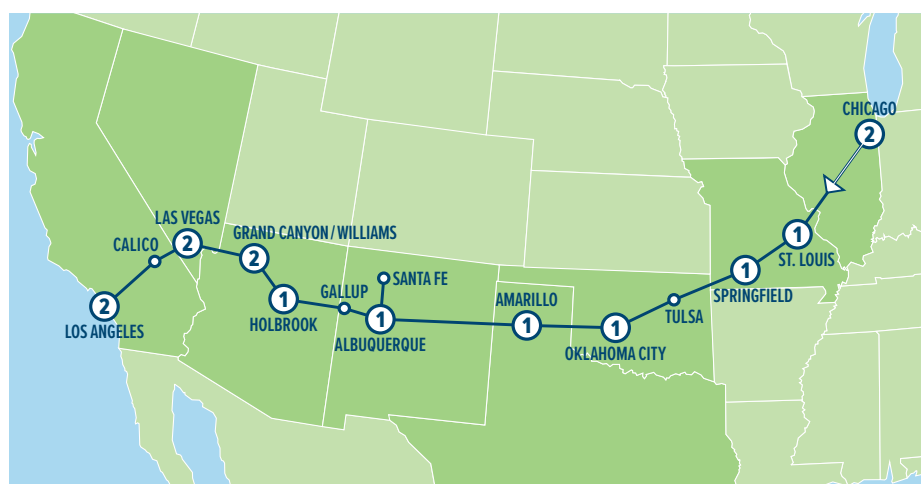 CHICAGO
2
1
ST. LOUIS
1
SPRINGFIELD
TULSA
1
OKLAHOMA CITY
AMARILLO
1
SANTA FE
1
ALBUQUERQUE
GALLUP
1
HOLBROOK
GRAND CANYON / WILLIAMS
2
LAS VEGAS
2
CALICO
2
LOS ANGELES